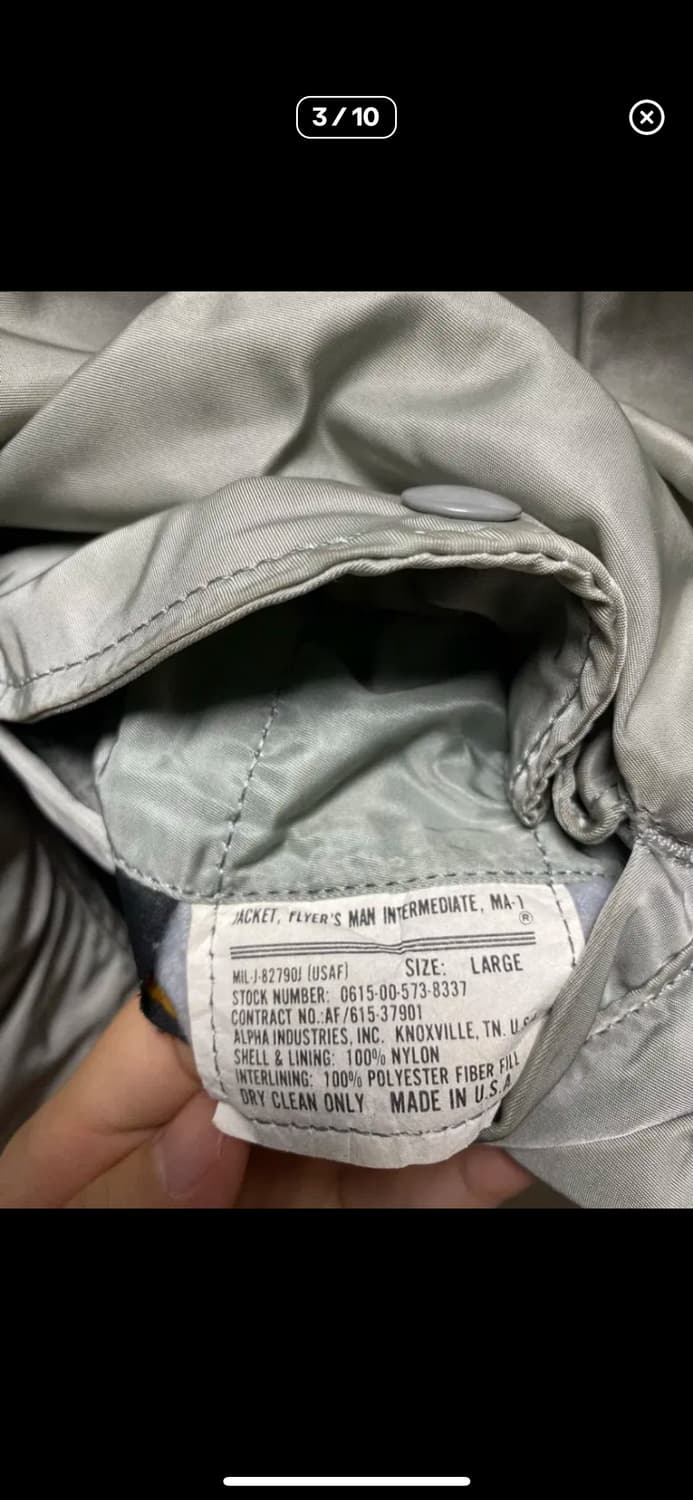 3/10
JACKET, FLYER'S MAN INTERMEDIATE, MA-1
®
MIL-J-82790J (USAF) SIZE: LARGE
STOCK NUMBER: 0615-00-573-8337
CONTRACT NO.:AF/615-37901
ALPHA INDUSTRIES, INC. KNOXVILLE, TN.
SHELL & LINING: 100% NYLON
INTERLINING: 100% POLYESTER FIBER FILL
DRY CLEAN ONLY MADE IN U.S.A